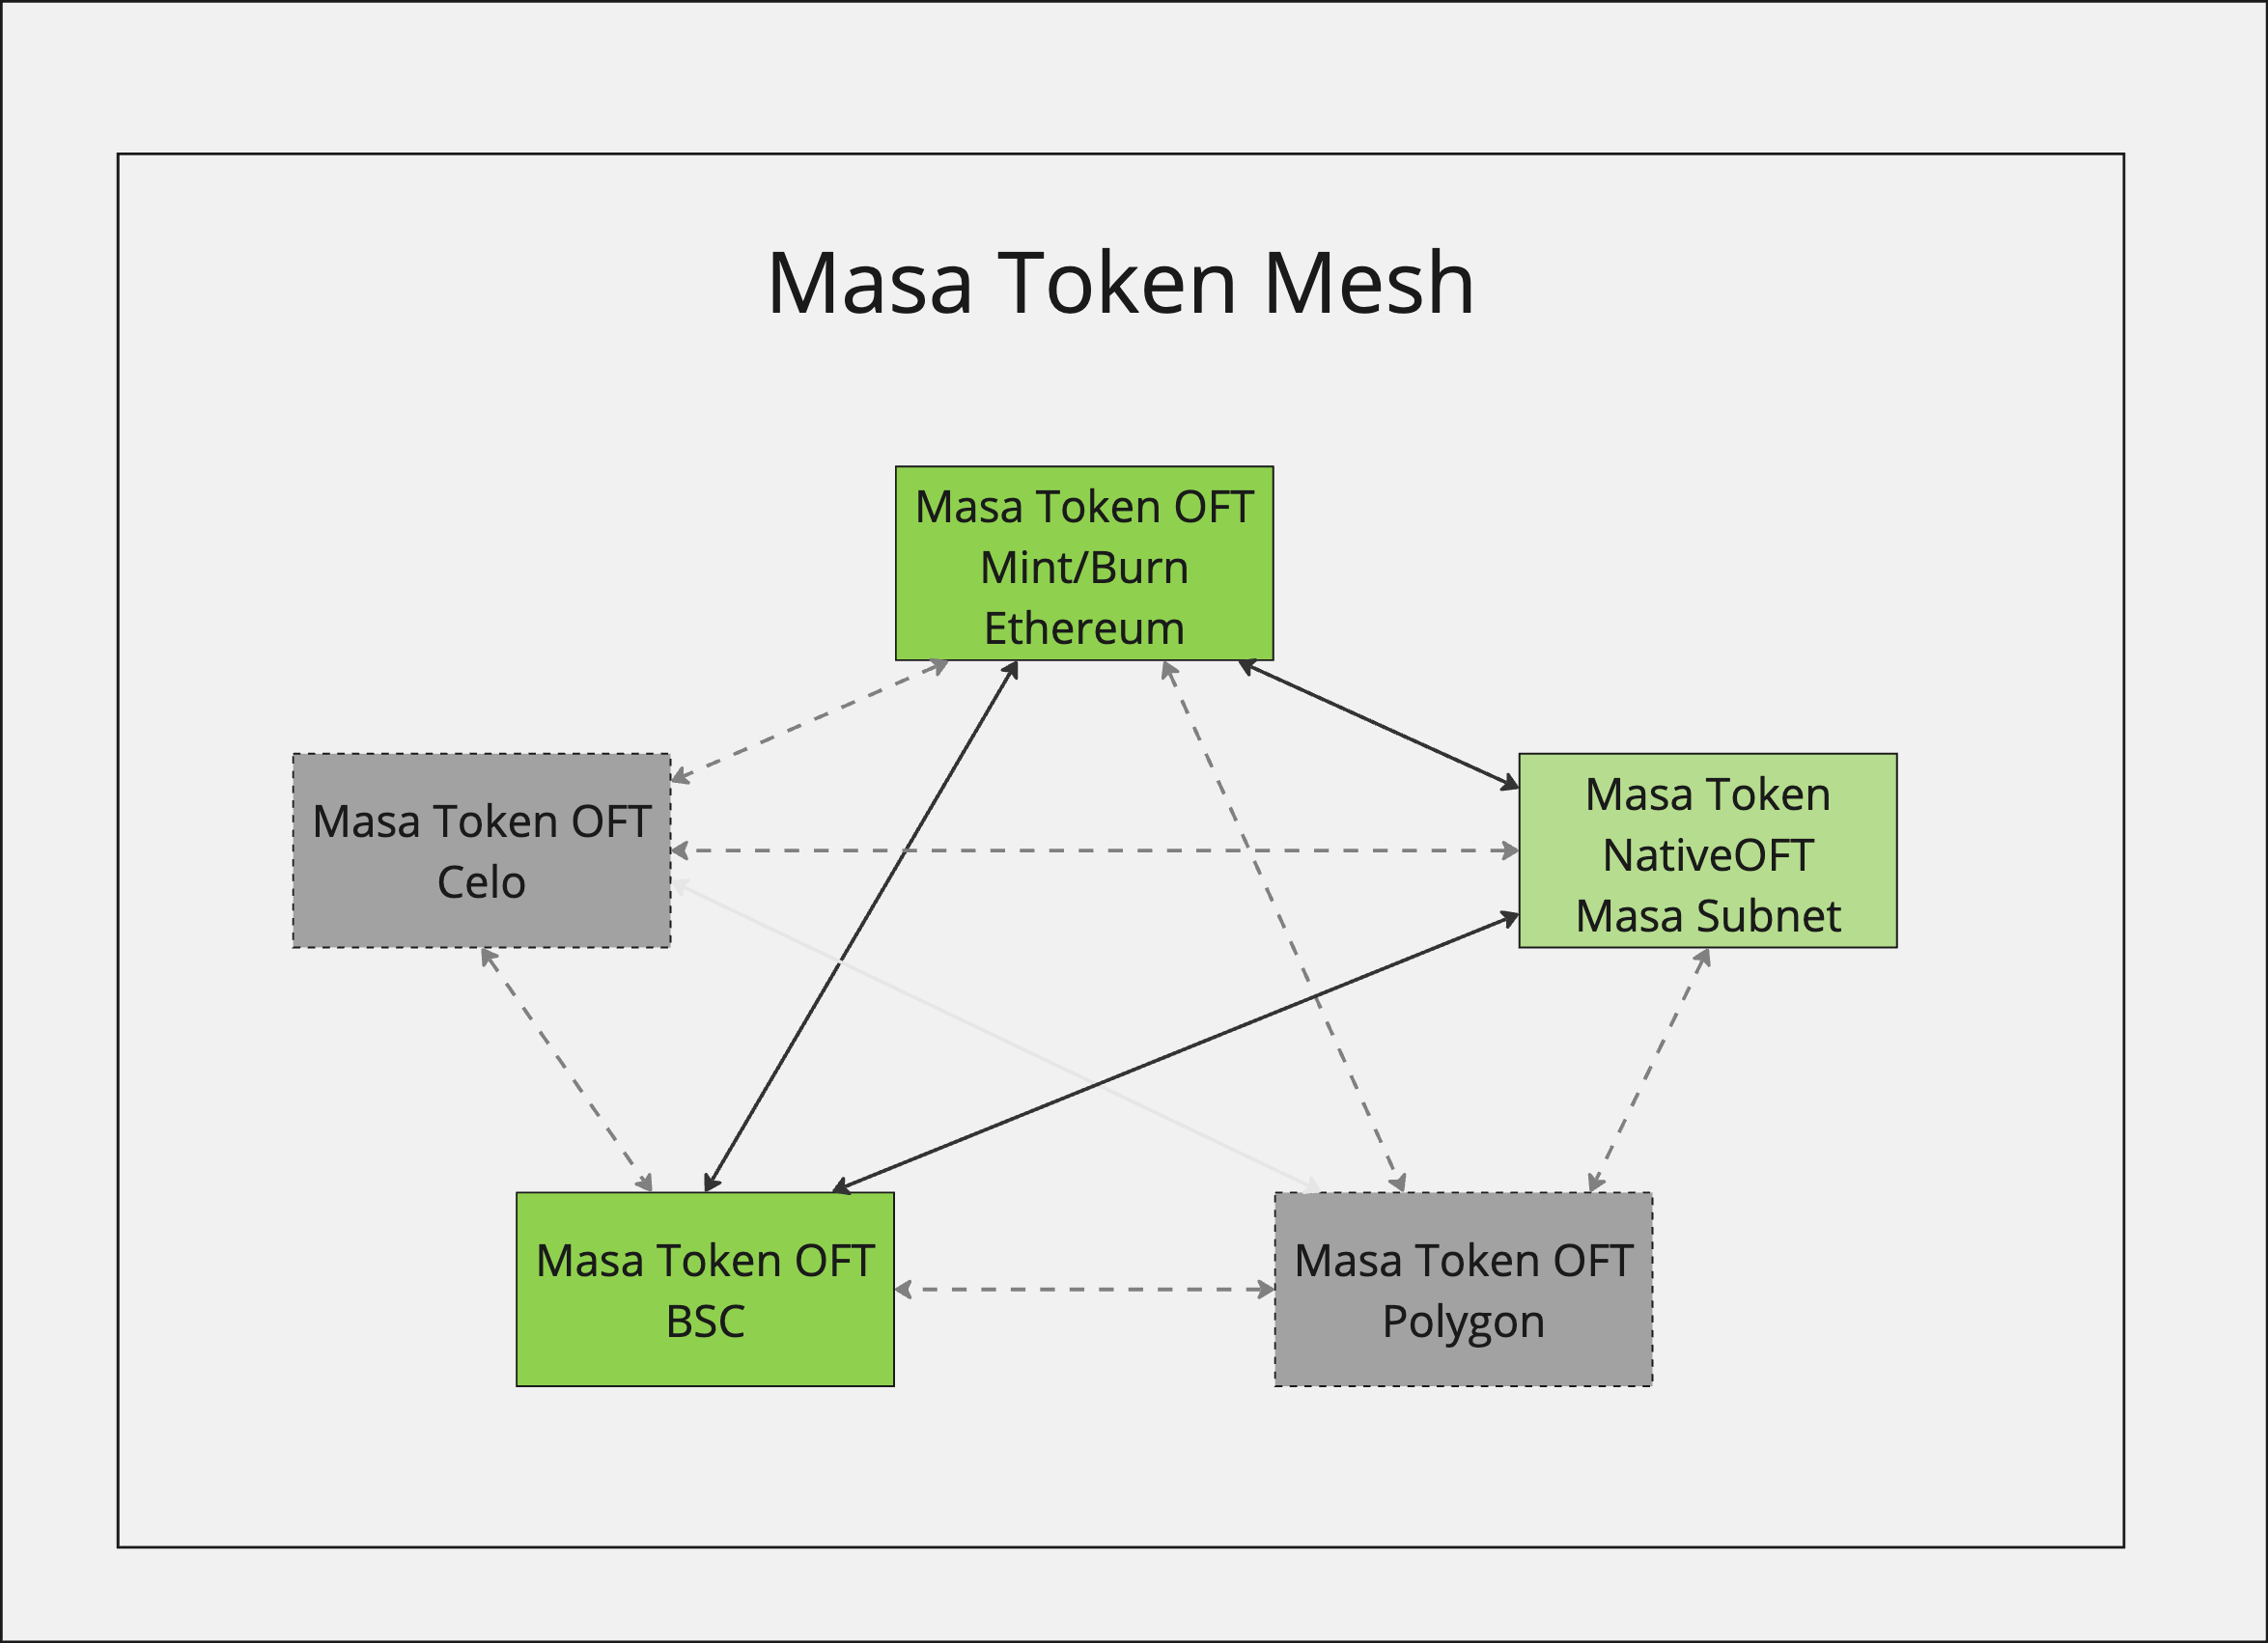 Masa Token Mesh
Masa Token OFT
Mint/Burn
Ethereum
Masa Token OFT
Celo
Masa Token
NativeOFT
Masa Subnet
Masa Token OFT
BSC
Masa Token OFT
Polygon